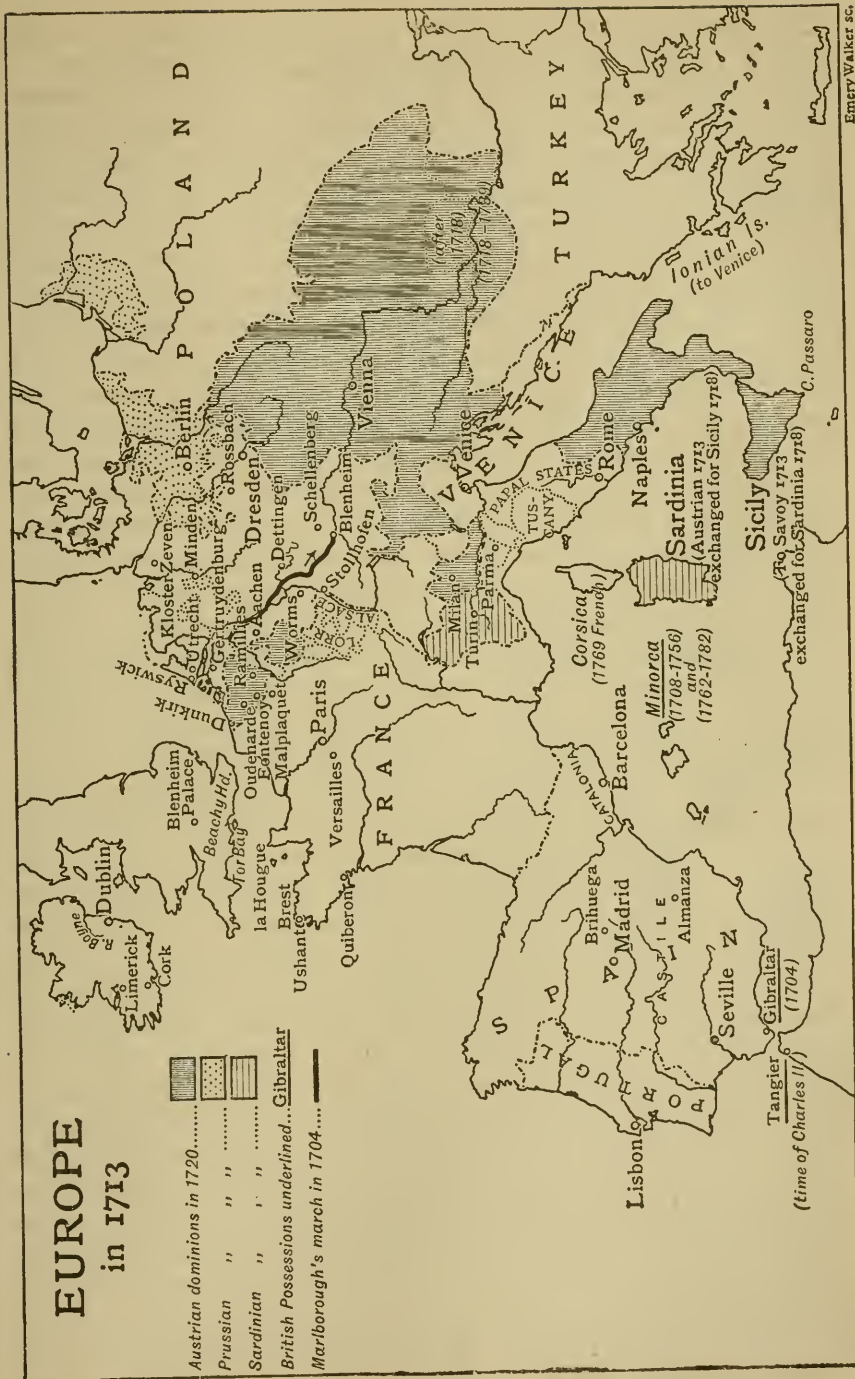 EUROPE
in 1713
Austrian dominions in 1720........
Prussian „ „ „ ........
Sardinian „ „ „ ........
British Possessions underlined...Gibraltar
Marlborough's march in 1704....
POLAND
TURKEY
(after
1718)
(1718-1739)
Ionian Is.
(to Venice)
Berlin
Rossbach
Dresden
Kloster Zeven
Minden
Utrecht
Gertruydenburg
Ryswick
Dunkirk
Ramillies
Aachen
Dettingen
Schellenberg
Blenheim
Stollhofen
Vienna
Worms
LORR.
ALSACE
Oudenarde
Fontenoy
Malplaquet
Paris
Versailles
FRANCE
Blenheim
Palace
Beachy Hd.
Tor Bay
la Hougue
Brest
Ushant
Quiberon
Dublin
R. Boyne
Limerick
Cork
VENICE
Venice
Milan
Turin
Parma
PAPAL STATES
TUS-
CANY
Rome
Naples
Corsica
(1769 French)
Sardinia
(Austrian 1713
exchanged for Sicily 1718)
Sicily
(To Savoy 1713
exchanged for Sardinia 1718)
C. Passaro
Minorca
(1708-1756)
and
(1762-1782)
CATALONIA
Barcelona
SPAIN
Brihuega
Madrid
CASTILE
Almanza
Seville
Gibraltar
(1704)
PORTUGAL
Lisbon
Tangier
(time of Charles II)
Emery Walker sc.